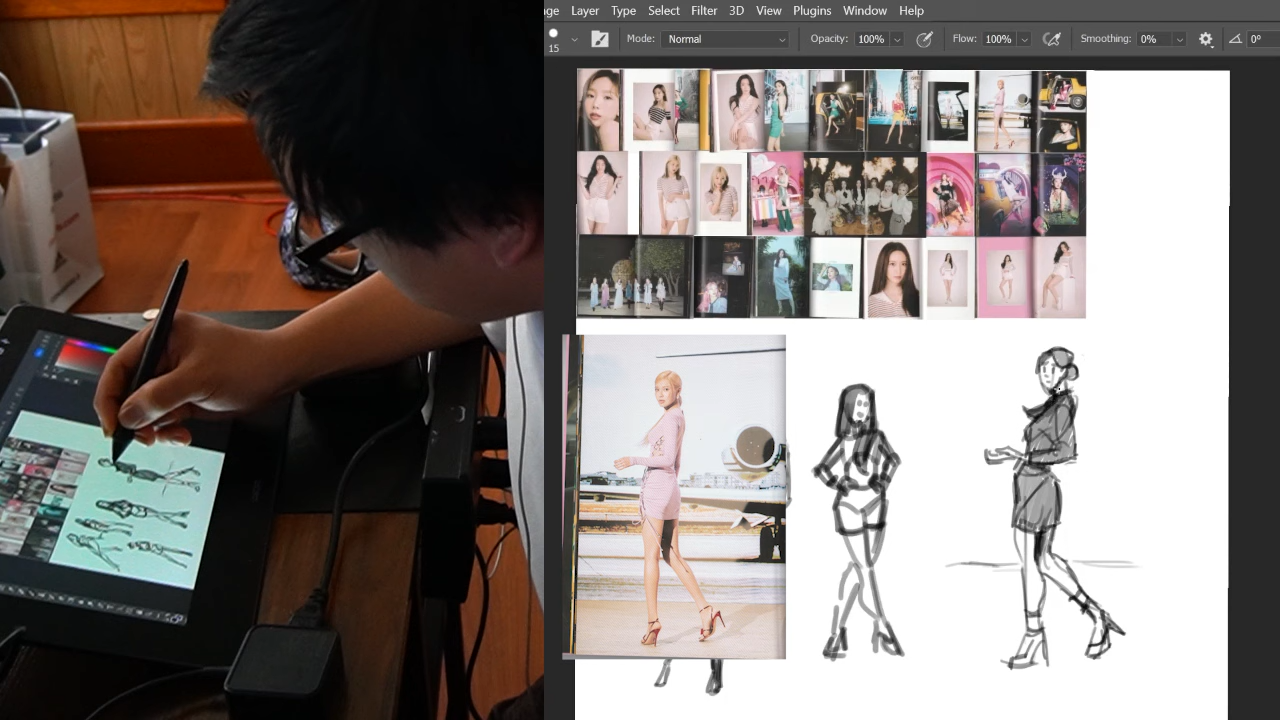 ge Layer Type Select Filter 3D View Plugins Window Help
15 Mode: Normal Opacity: 100% Flow: 100% Smoothing: 0% 0°